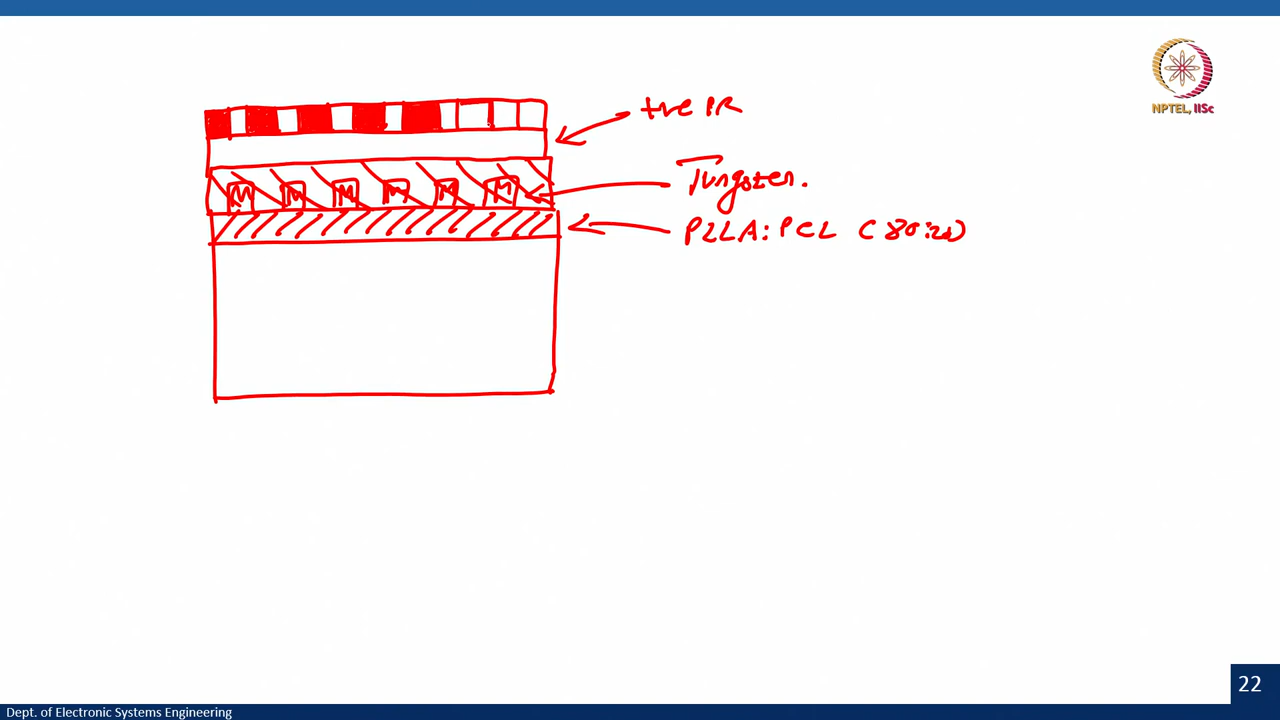 NPTEL, IISc
+ve PR
Tungsten.
M M M M M M
PLLA:PCL (80:20)
22
Dept. of Electronic Systems Engineering